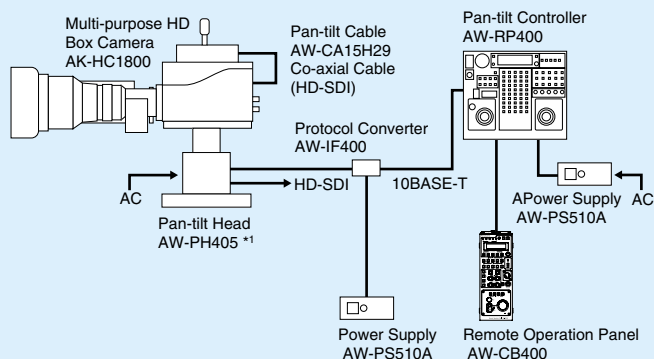 Multi-purpose HD
Box Camera
AK-HC1800
Pan-tilt Cable
AW-CA15H29
Co-axial Cable
(HD-SDI)
Pan-tilt Controller
AW-RP400
Protocol Converter
AW-IF400
AC
HD-SDI
10BASE-T
APower Supply
AW-PS510A
AC
Pan-tilt Head
AW-PH405 *1
Power Supply
AW-PS510A
Remote Operation Panel
AW-CB400